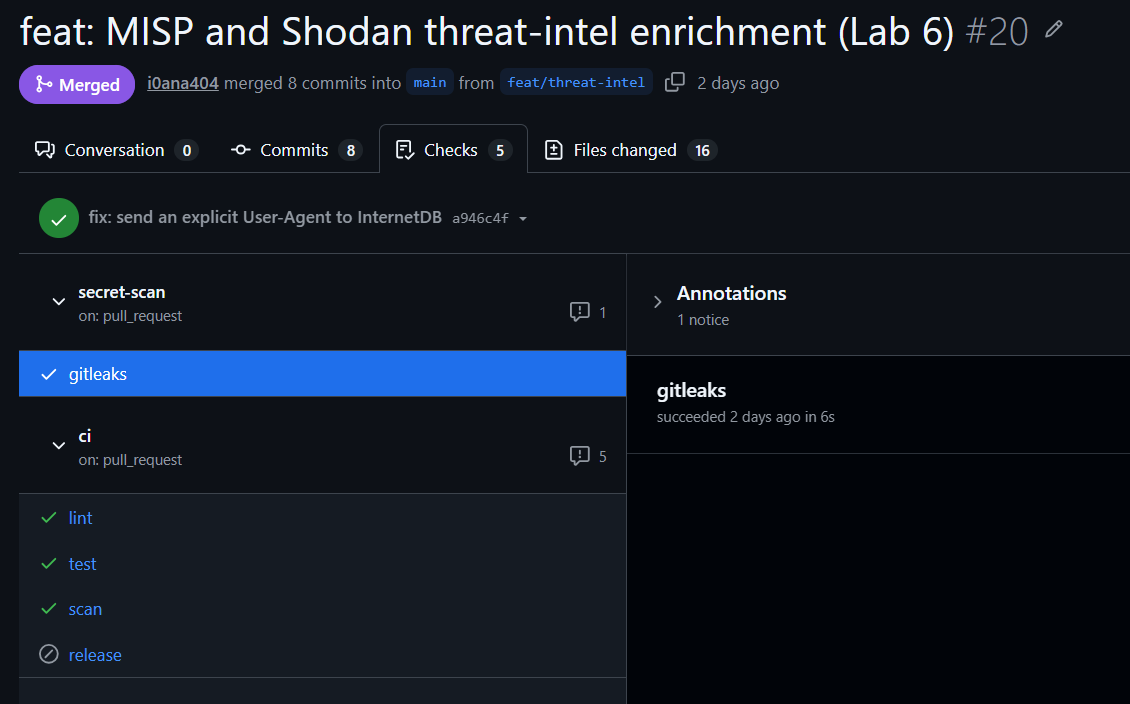 feat: MISP and Shodan threat-intel enrichment (Lab 6) #20
Merged i0ana404 merged 8 commits into main from feat/threat-intel 2 days ago
Conversation 0 Commits 8 Checks 5 Files changed 16
fix: send an explicit User-Agent to InternetDB a946c4f
secret-scan
on: pull_request
1
gitleaks
ci
on: pull_request
5
lint
test
scan
release
Annotations
1 notice
gitleaks
succeeded 2 days ago in 6s